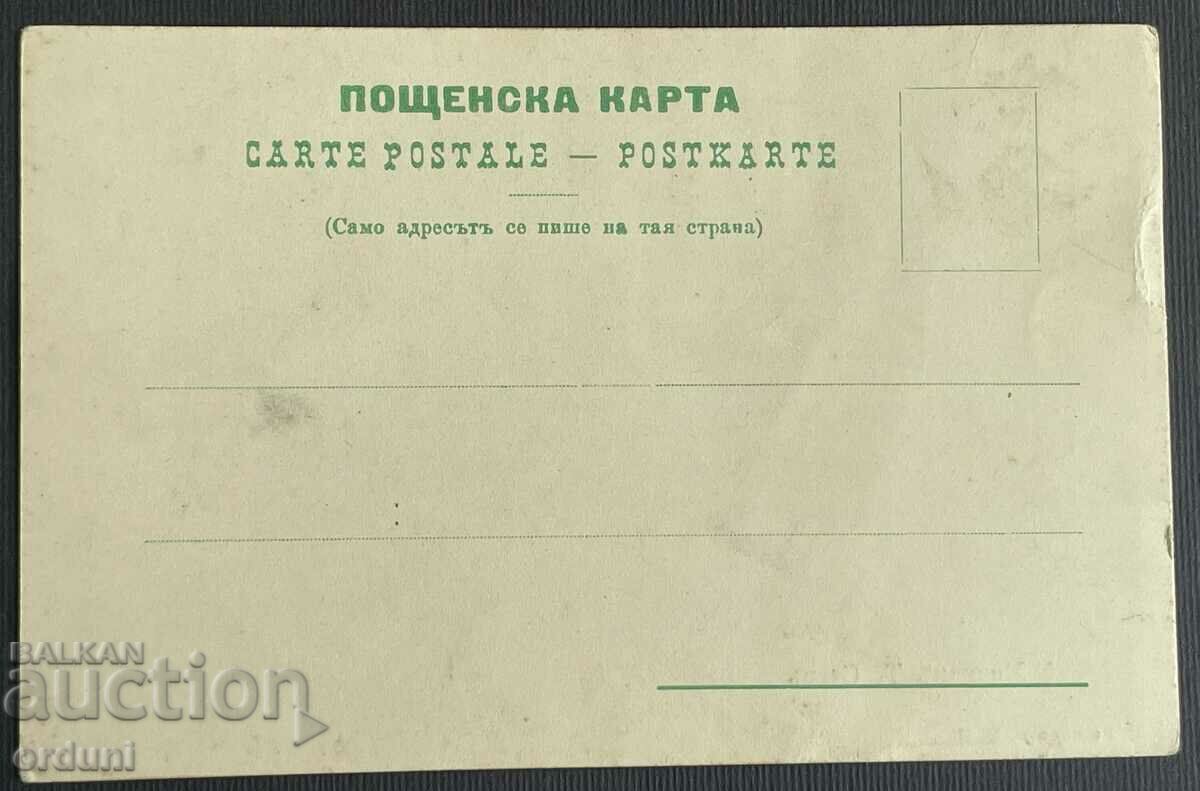 ПОЩЕНСКА КАРТА
CARTE POSTALE — POSTKARTE
(Само адресътъ се пише на тая страна)
BALKAN
auction
orduni